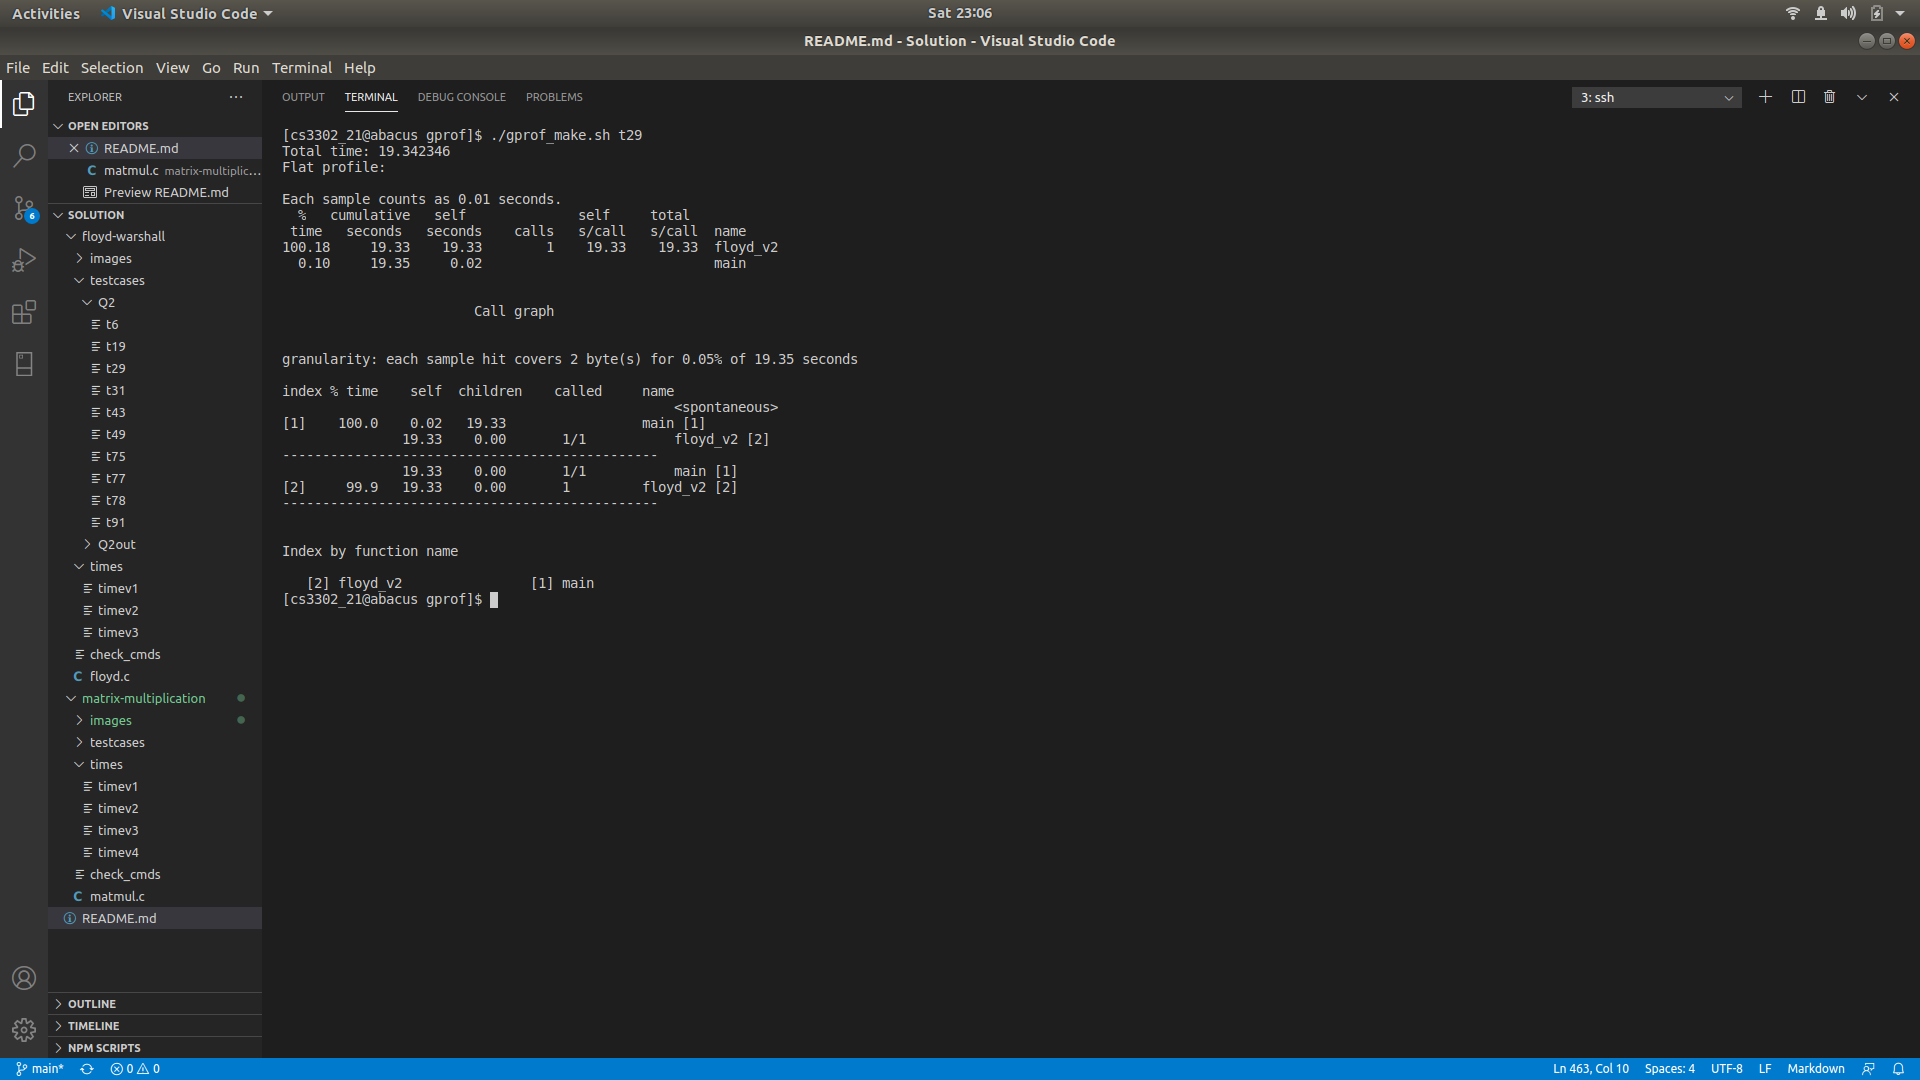 Activities Visual Studio Code Sat 23:06
README.md - Solution - Visual Studio Code
File Edit Selection View Go Run Terminal Help
EXPLORER
OPEN EDITORS
README.md
C matmul.c matrix-multiplic...
Preview README.md
SOLUTION
floyd-warshall
images
testcases
Q2
t6
t19
t29
t31
t43
t49
t75
t77
t78
t91
Q2out
times
timev1
timev2
timev3
check_cmds
C floyd.c
matrix-multiplication
images
testcases
times
timev1
timev2
timev3
timev4
check_cmds
C matmul.c
README.md
OUTLINE
TIMELINE
NPM SCRIPTS
6
OUTPUT TERMINAL DEBUG CONSOLE PROBLEMS 3: ssh
[cs3302_21@abacus gprof]$ ./gprof_make.sh t29
Total time: 19.342346
Flat profile:
Each sample counts as 0.01 seconds.
% cumulative self self total
time seconds seconds calls s/call s/call name
100.18 19.33 19.33 1 19.33 19.33 floyd_v2
0.10 19.35 0.02 main
Call graph
granularity: each sample hit covers 2 byte(s) for 0.05% of 19.35 seconds
index % time self children called name
<spontaneous>
[1] 100.0 0.02 19.33 main [1]
19.33 0.00 1/1 floyd_v2 [2]
-----------------------------------------------
19.33 0.00 1/1 main [1]
[2] 99.9 19.33 0.00 1 floyd_v2 [2]
-----------------------------------------------
Index by function name
[2] floyd_v2 [1] main
[cs3302_21@abacus gprof]$
main* 0 0 Ln 463, Col 10 Spaces: 4 UTF-8 LF Markdown